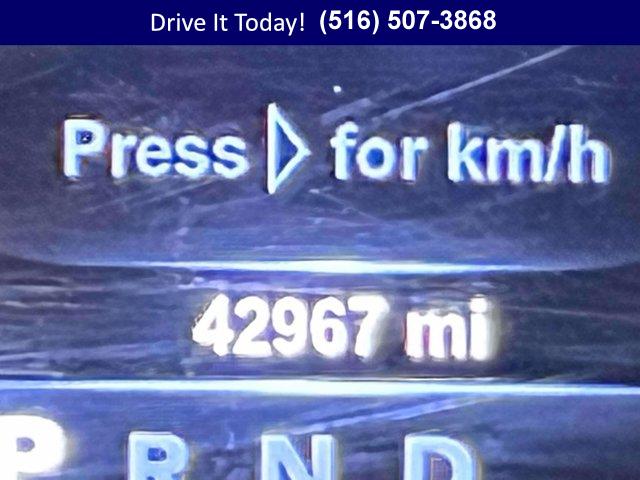 Drive It Today! (516) 507-3868
Press ▷ for km/h
42967 mi
P R N D